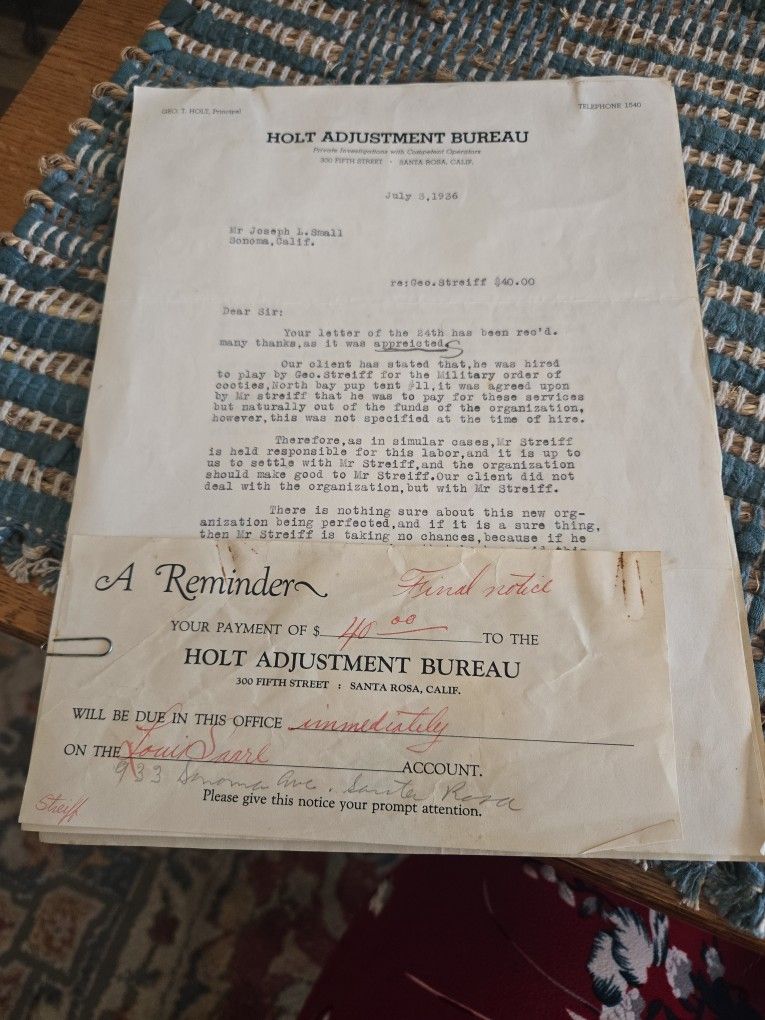 GEO. T. HOLT, Principal
TELEPHONE 1540
HOLT ADJUSTMENT BUREAU
Private Investigations with Competent Operators
300 FIFTH STREET · SANTA ROSA, CALIF.
July 3,1936
Mr Joseph L.Small
Sonoma,Calif.
re:Geo.Streiff $40.00
Dear Sir:
Your letter of the 24th has been rec'd.
many thanks,as it was appreicted
Our client has stated that,he was hired
to play by Geo.Streiff for the Military order of
cooties,North bay pup tent #11,it was agreed upon
by Mr streiff that he was to pay for these services
but naturally out of the funds of the organization,
however,this was not specified at the time of hire.
Therefore,as in simular cases,Mr Streiff
is held responsible for this labor,and it is up to
us to settle with Mr Streiff,and the organization
should make good to Mr Streiff.Our client did not
deal with the organization,but with Mr Streiff.
There is nothing sure about this new org-
anization being perfected,and if it is a sure thing,
then Mr Streiff is taking no chances,because if he
A Reminder
Final notice
YOUR PAYMENT OF $ 40 00 TO THE
HOLT ADJUSTMENT BUREAU
300 FIFTH STREET : SANTA ROSA, CALIF.
WILL BE DUE IN THIS OFFICE immediately
ON THE Louis ACCOUNT.
933 Sonoma Ave. Santa Rosa
Please give this notice your prompt attention.
Streiff